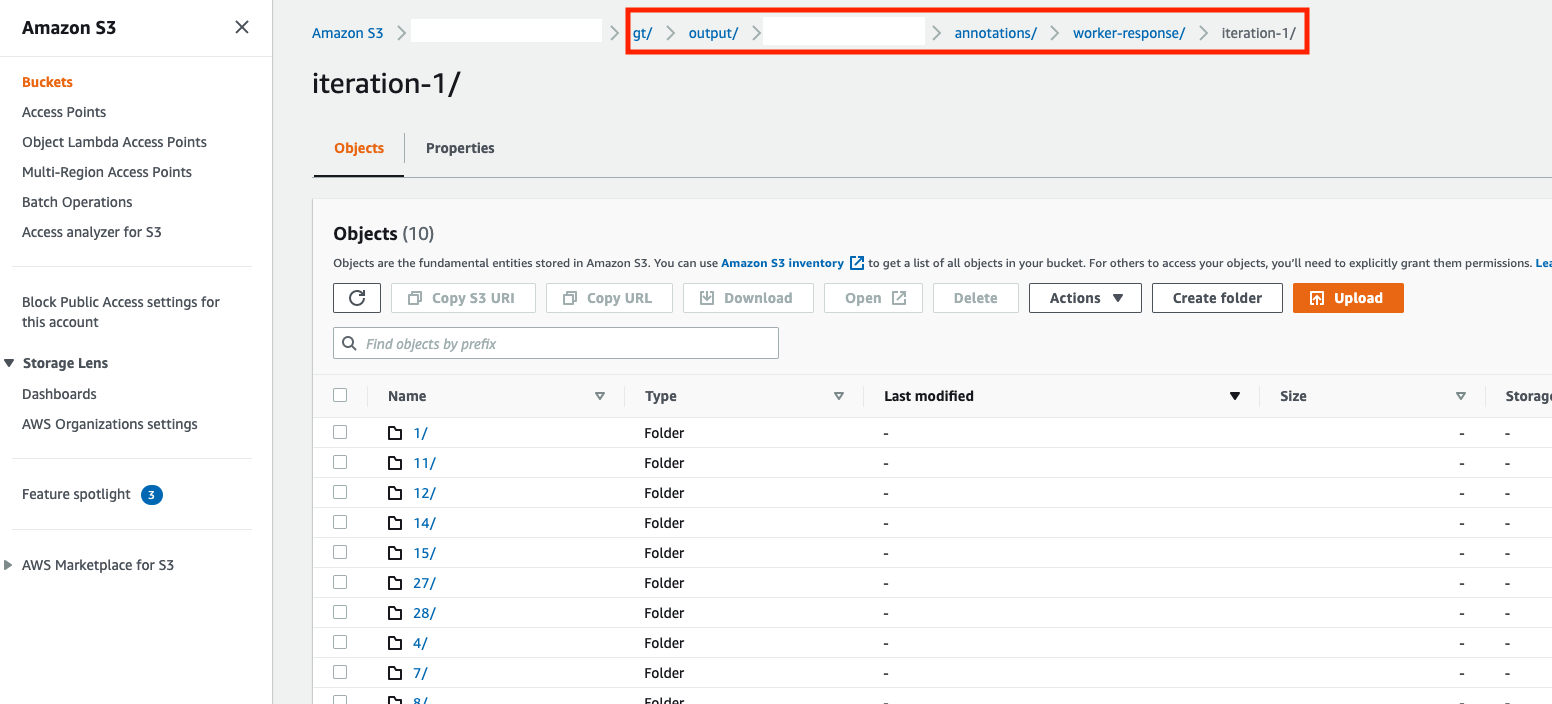 Amazon S3
Buckets
Access Points
Object Lambda Access Points
Multi-Region Access Points
Batch Operations
Access analyzer for S3
Block Public Access settings for
this account
Storage Lens
Dashboards
AWS Organizations settings
Feature spotlight 3
AWS Marketplace for S3
Amazon S3 gt/ output/ annotations/ worker-response/ iteration-1/
iteration-1/
Objects Properties
Objects (10)
Objects are the fundamental entities stored in Amazon S3. You can use Amazon S3 inventory to get a list of all objects in your bucket. For others to access your objects, you'll need to explicitly grant them permissions.
Copy S3 URI Copy URL Download Open Delete Actions Create folder Upload
Find objects by prefix
Name Type Last modified Size
1/ Folder - - -
11/ Folder - - -
12/ Folder - - -
14/ Folder - - -
15/ Folder - - -
27/ Folder - - -
28/ Folder - - -
4/ Folder - - -
7/ Folder - - -
8/ Folder - - -